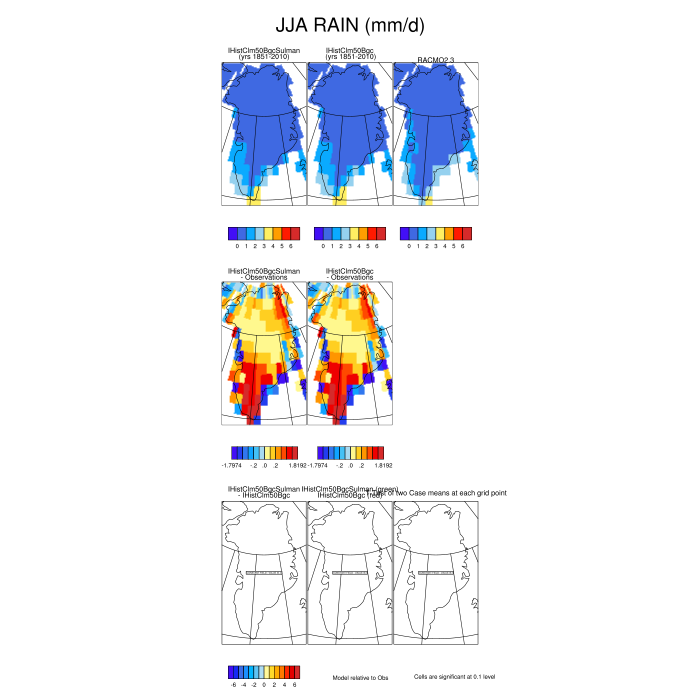 JJA RAIN (mm/d)
IHistClm50BgcSulman
(yrs 1851-2010)
IHistClm50Bgc
(yrs 1851-2010)
RACMO2.3
0 1 2 3 4 5 6
0 1 2 3 4 5 6
0 1 2 3 4 5 6
IHistClm50BgcSulman
- Observations
IHistClm50Bgc
- Observations
-1.7974 -.2 .0 .2 1.8192
-1.7974 -.2 .0 .2 1.8192
IHistClm50BgcSulman
- IHistClm50Bgc
IHistClm50BgcSulman (green)
IHistClm50Bgc (red)
of two Case means at each grid point
-6 -4 -2 0 2 4 6
Model relative to Obs
Cells are significant at 0.1 level